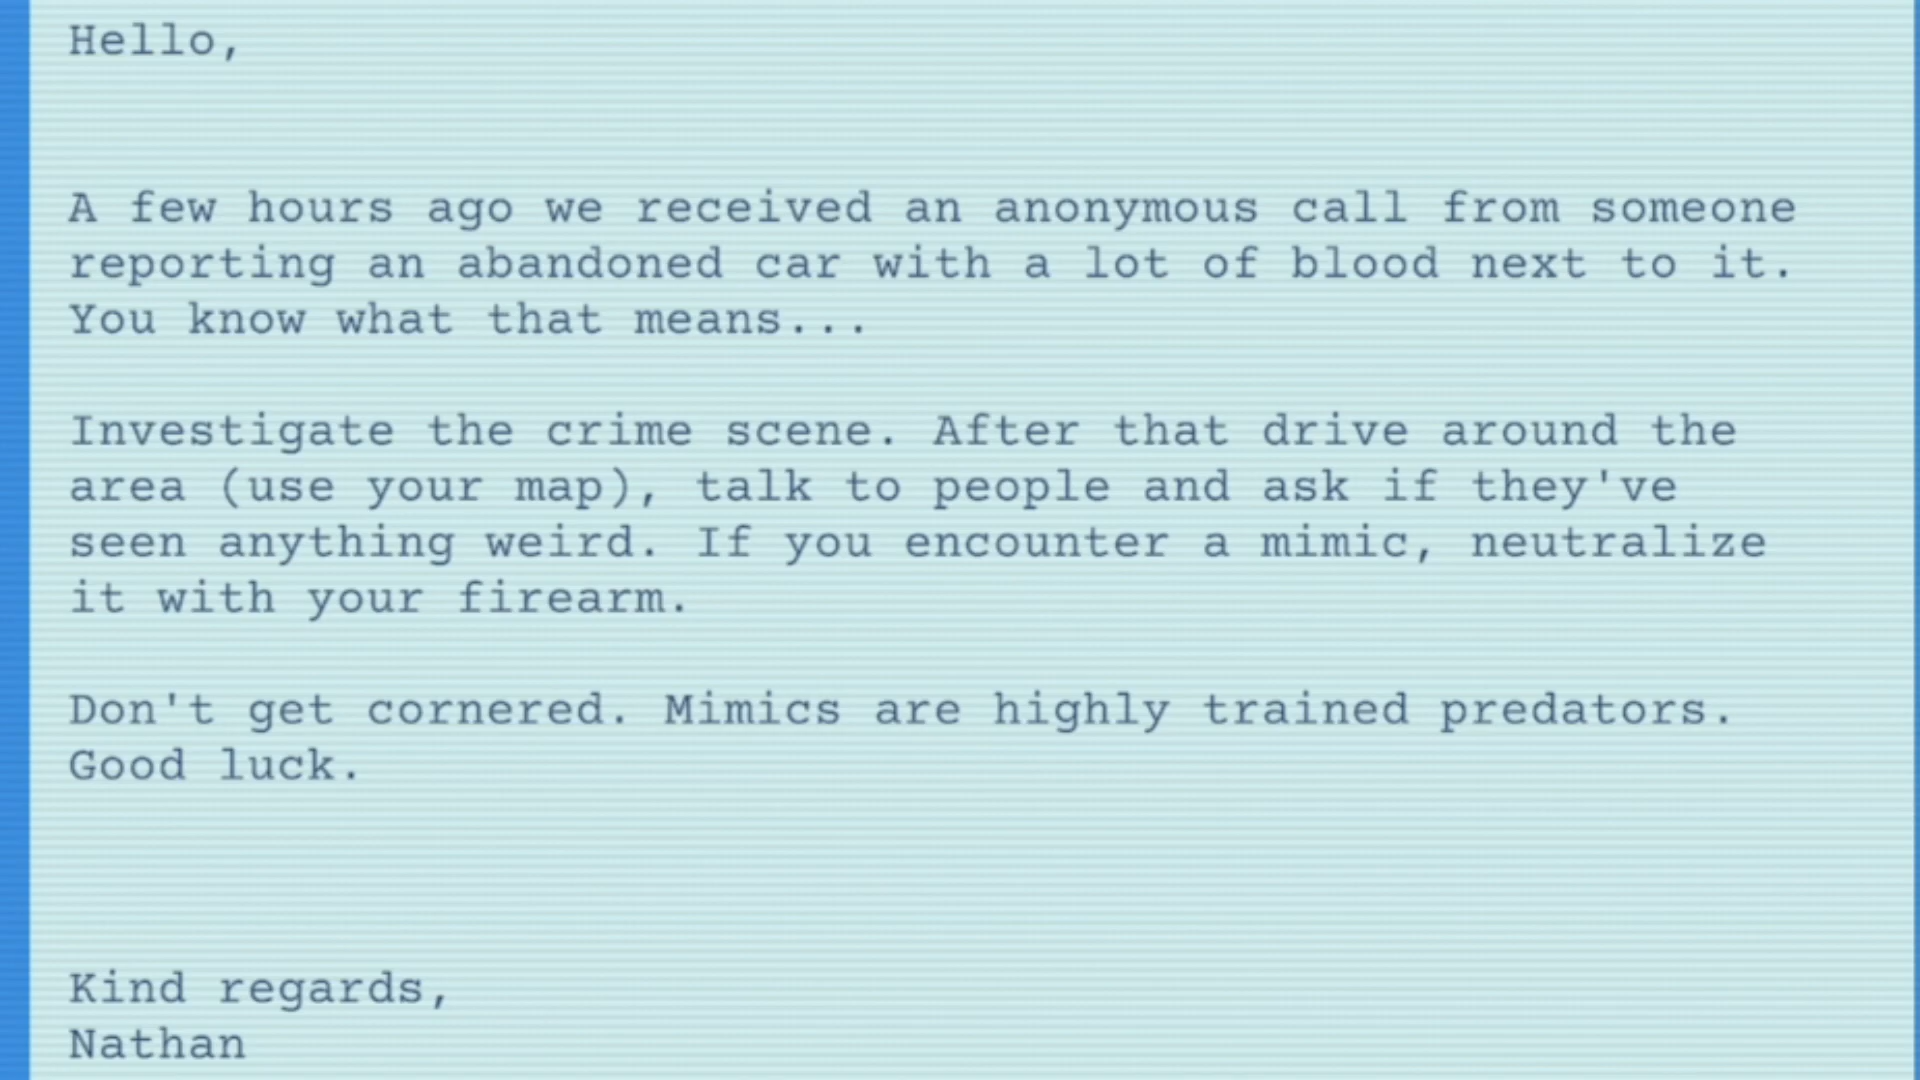 Hello,
A few hours ago we received an anonymous call from someone
reporting an abandoned car with a lot of blood next to it.
You know what that means...
Investigate the crime scene. After that drive around the
area (use your map), talk to people and ask if they've
seen anything weird. If you encounter a mimic, neutralize
it with your firearm.
Don't get cornered. Mimics are highly trained predators.
Good luck.
Kind regards,
Nathan